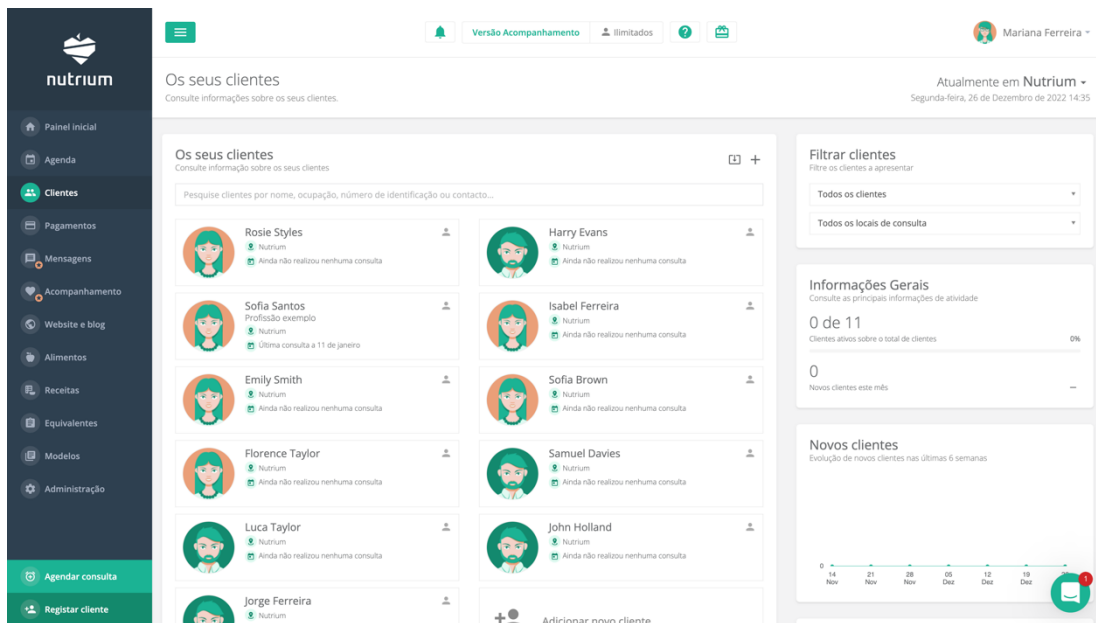 nutrium
Painel inicial
Agenda
Clientes
Pagamentos
Mensagens
Acompanhamento
Website e blog
Alimentos
Receitas
Equivalentes
Modelos
Administração
Agendar consulta
Registar cliente
Versão Acompanhamento
Ilimitados
?
Mariana Ferreira
Os seus clientes
Consulte informações sobre os seus clientes.
Atualmente em Nutrium
Segunda-feira, 26 de Dezembro de 2022 14:35
Os seus clientes
Consulte informação sobre os seus clientes
Pesquise clientes por nome, ocupação, número de identificação ou contacto...
Rosie Styles
Nutrium
Ainda não realizou nenhuma consulta
Harry Evans
Nutrium
Ainda não realizou nenhuma consulta
Sofia Santos
Profissão exemplo
Nutrium
Última consulta a 11 de janeiro
Isabel Ferreira
Nutrium
Ainda não realizou nenhuma consulta
Emily Smith
Nutrium
Ainda não realizou nenhuma consulta
Sofia Brown
Nutrium
Ainda não realizou nenhuma consulta
Florence Taylor
Nutrium
Ainda não realizou nenhuma consulta
Samuel Davies
Nutrium
Ainda não realizou nenhuma consulta
Luca Taylor
Nutrium
Ainda não realizou nenhuma consulta
John Holland
Nutrium
Ainda não realizou nenhuma consulta
Jorge Ferreira
Nutrium
Adicionar novo cliente
Filtrar clientes
Filtre os clientes a apresentar
Todos os clientes
Todos os locais de consulta
Informações Gerais
Consulte as principais informações de atividade
0 de 11
Clientes ativos sobre o total de clientes 0%
0
Novos clientes este mês –
Novos clientes
Evolução de novos clientes nas últimas 6 semanas
0
14 21 28 05 12 19
Nov Nov Nov Dez Dez Dez
1